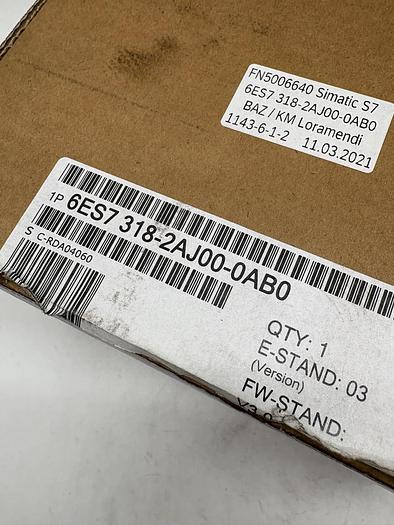 FN5006640 Simatic S7
6ES7 318-2AJ00-0AB0
BAZ / KM Loramendi
1143-6-1-2 11.03.2021
1P 6ES7 318-2AJ00-0AB0
S C-RDA04060
QTY: 1
E-STAND: 03
(Version)
FW-STAND: